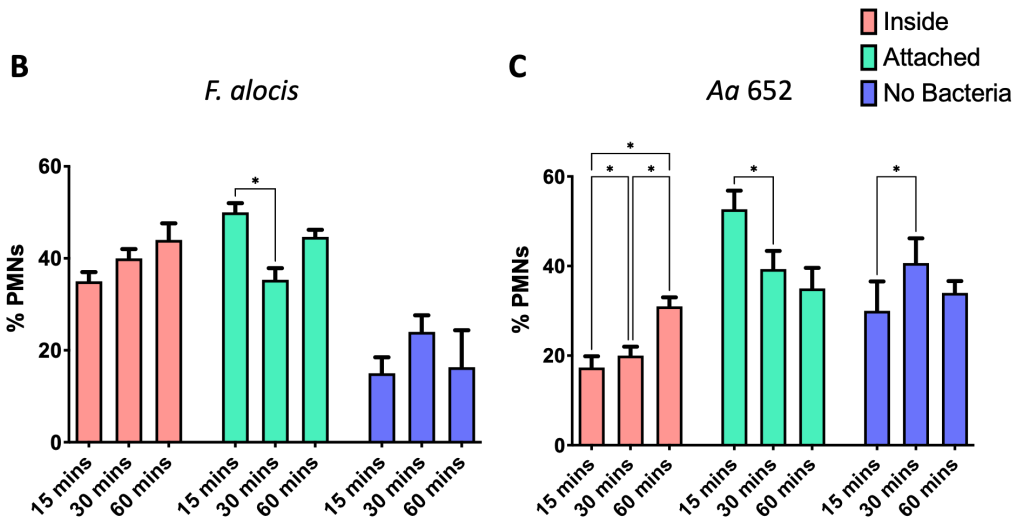 Inside
Attached
No Bacteria
B
F. alocis
C
Aa 652
% PMNs
60
40
20
0
*
15 mins
30 mins
60 mins
15 mins
30 mins
60 mins
15 mins
30 mins
60 mins
% PMNs
60
40
20
0
*
*
*
*
*
15 mins
30 mins
60 mins
15 mins
30 mins
60 mins
15 mins
30 mins
60 mins